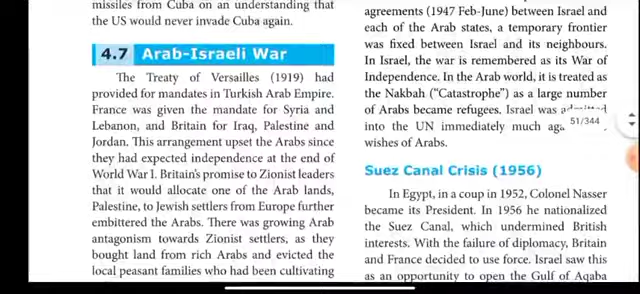 missiles from Cuba on an understanding that
the US would never invade Cuba again.
4.7 Arab-Israeli War
The Treaty of Versailles (1919) had
provided for mandates in Turkish Arab Empire.
France was given the mandate for Syria and
Lebanon, and Britain for Iraq, Palestine and
Jordan. This arrangement upset the Arabs since
they had expected independence at the end of
World War I. Britain's promise to Zionist leaders
that it would allocate one of the Arab lands,
Palestine, to Jewish settlers from Europe further
embittered the Arabs. There was growing Arab
antagonism towards Zionist settlers, as they
bought land from rich Arabs and evicted the
local peasant families who had been cultivating
agreements (1947 Feb-June) between Israel and
each of the Arab states, a temporary frontier
was fixed between Israel and its neighbours.
In Israel, the war is remembered as its War of
Independence. In the Arab world, it is treated as
the Nakbah ("Catastrophe") as a large number
of Arabs became refugees. Israel was
into the UN immediately much
wishes of Arabs.
51/344
Suez Canal Crisis (1956)
In Egypt, in a coup in 1952, Colonel Nasser
became its President. In 1956 he nationalized
the Suez Canal, which undermined British
interests. With the failure of diplomacy, Britain
and France decided to use force. Israel saw this
as an opportunity to open the Gulf of Aqaba